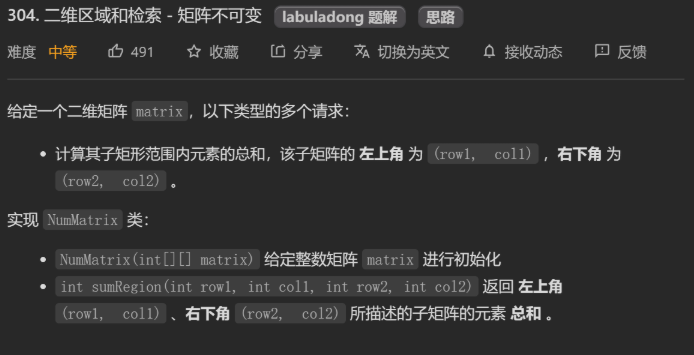 304. 二维区域和检索 - 矩阵不可变 labuladong 题解 思路
难度 中等 491 收藏 分享 切换为英文 接收动态 反馈
给定一个二维矩阵 matrix，以下类型的多个请求：
• 计算其子矩形范围内元素的总和，该子矩阵的 左上角 为 (row1, col1) ，右下角 为
(row2, col2) 。
实现 NumMatrix 类：
• NumMatrix(int[][] matrix) 给定整数矩阵 matrix 进行初始化
• int sumRegion(int row1, int col1, int row2, int col2) 返回 左上角
(row1, col1) 、右下角 (row2, col2) 所描述的子矩阵的元素 总和 。